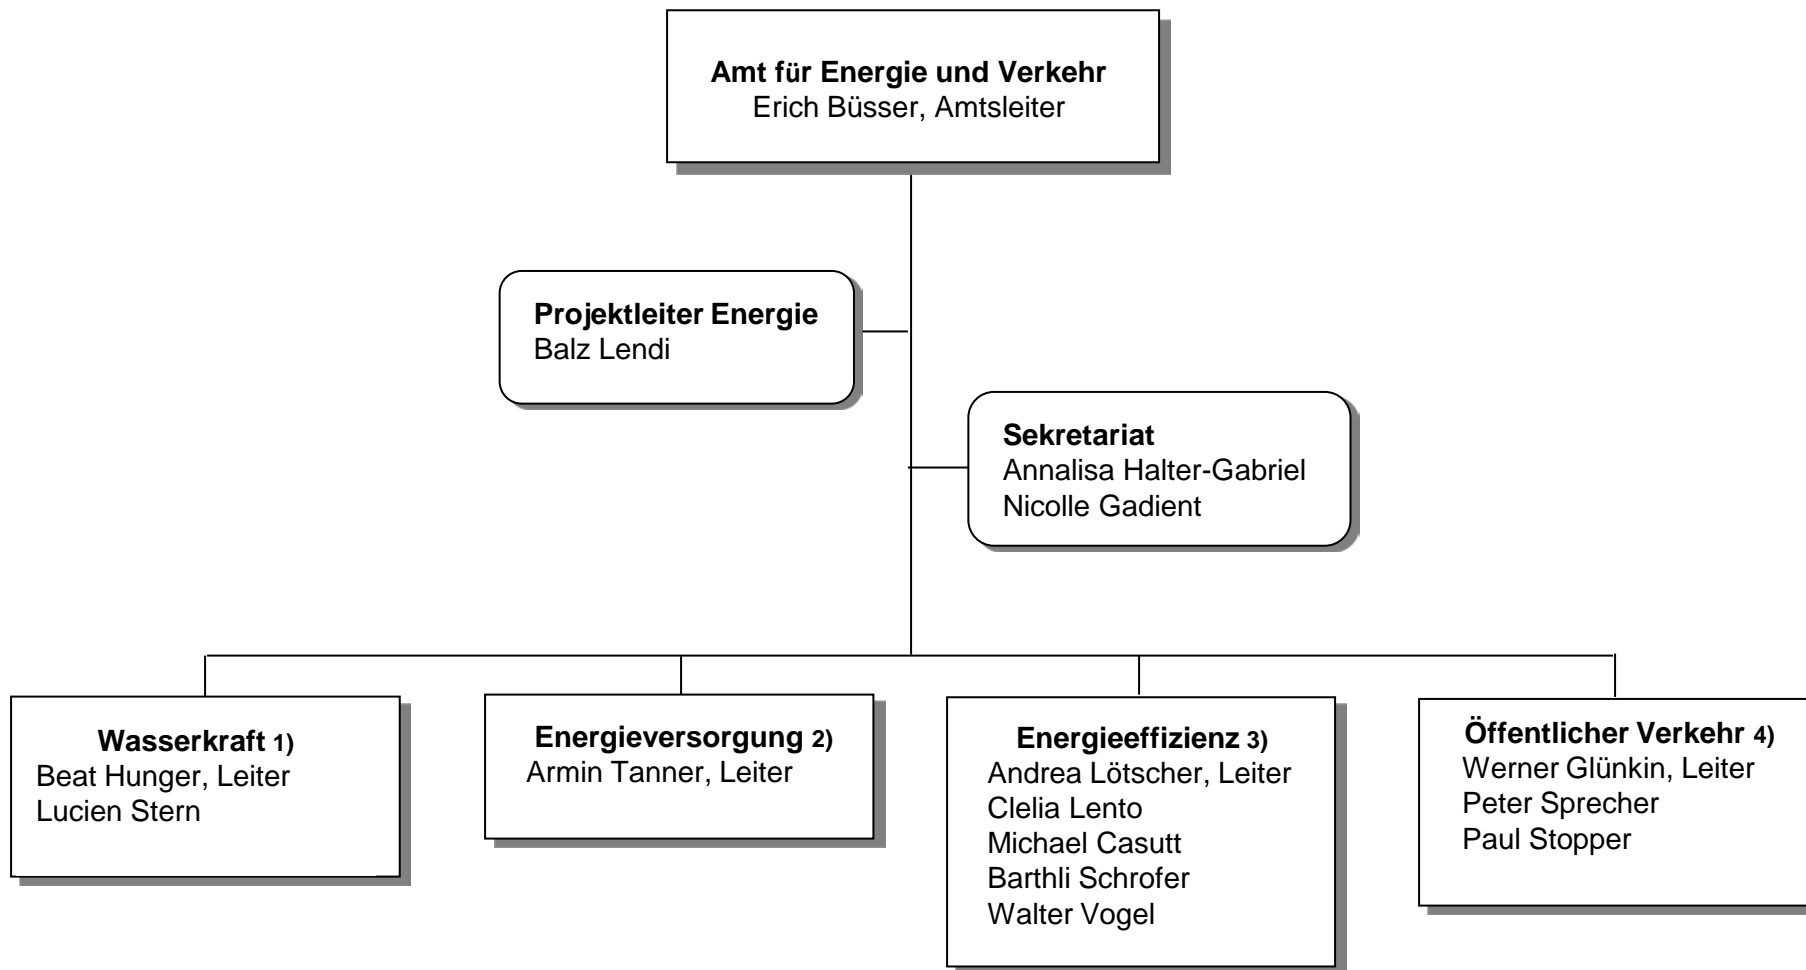 Amt für Energie und Verkehr
Erich Büsser, Amtsleiter
Projektleiter Energie
Balz Lendi
Sekretariat
Annalisa Halter-Gabriel
Nicolle Gadient
Wasserkraft 1)
Beat Hunger, Leiter
Lucien Stern
Energieversorgung 2)
Armin Tanner, Leiter
Energieeffizienz 3)
Andrea Lötscher, Leiter
Clelia Lento
Michael Casutt
Barthli Schrofer
Walter Vogel
Öffentlicher Verkehr 4)
Werner Glünkin, Leiter
Peter Sprecher
Paul Stopper